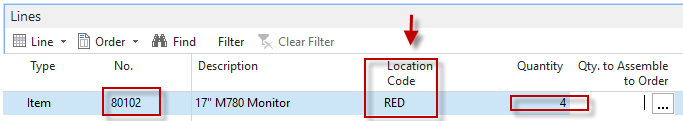 Lines
Line Order Find Filter Clear Filter
Type No. Description Location Code Quantity Qty. to Assemble to Order
Item 80102 17" M780 Monitor RED 4 ...